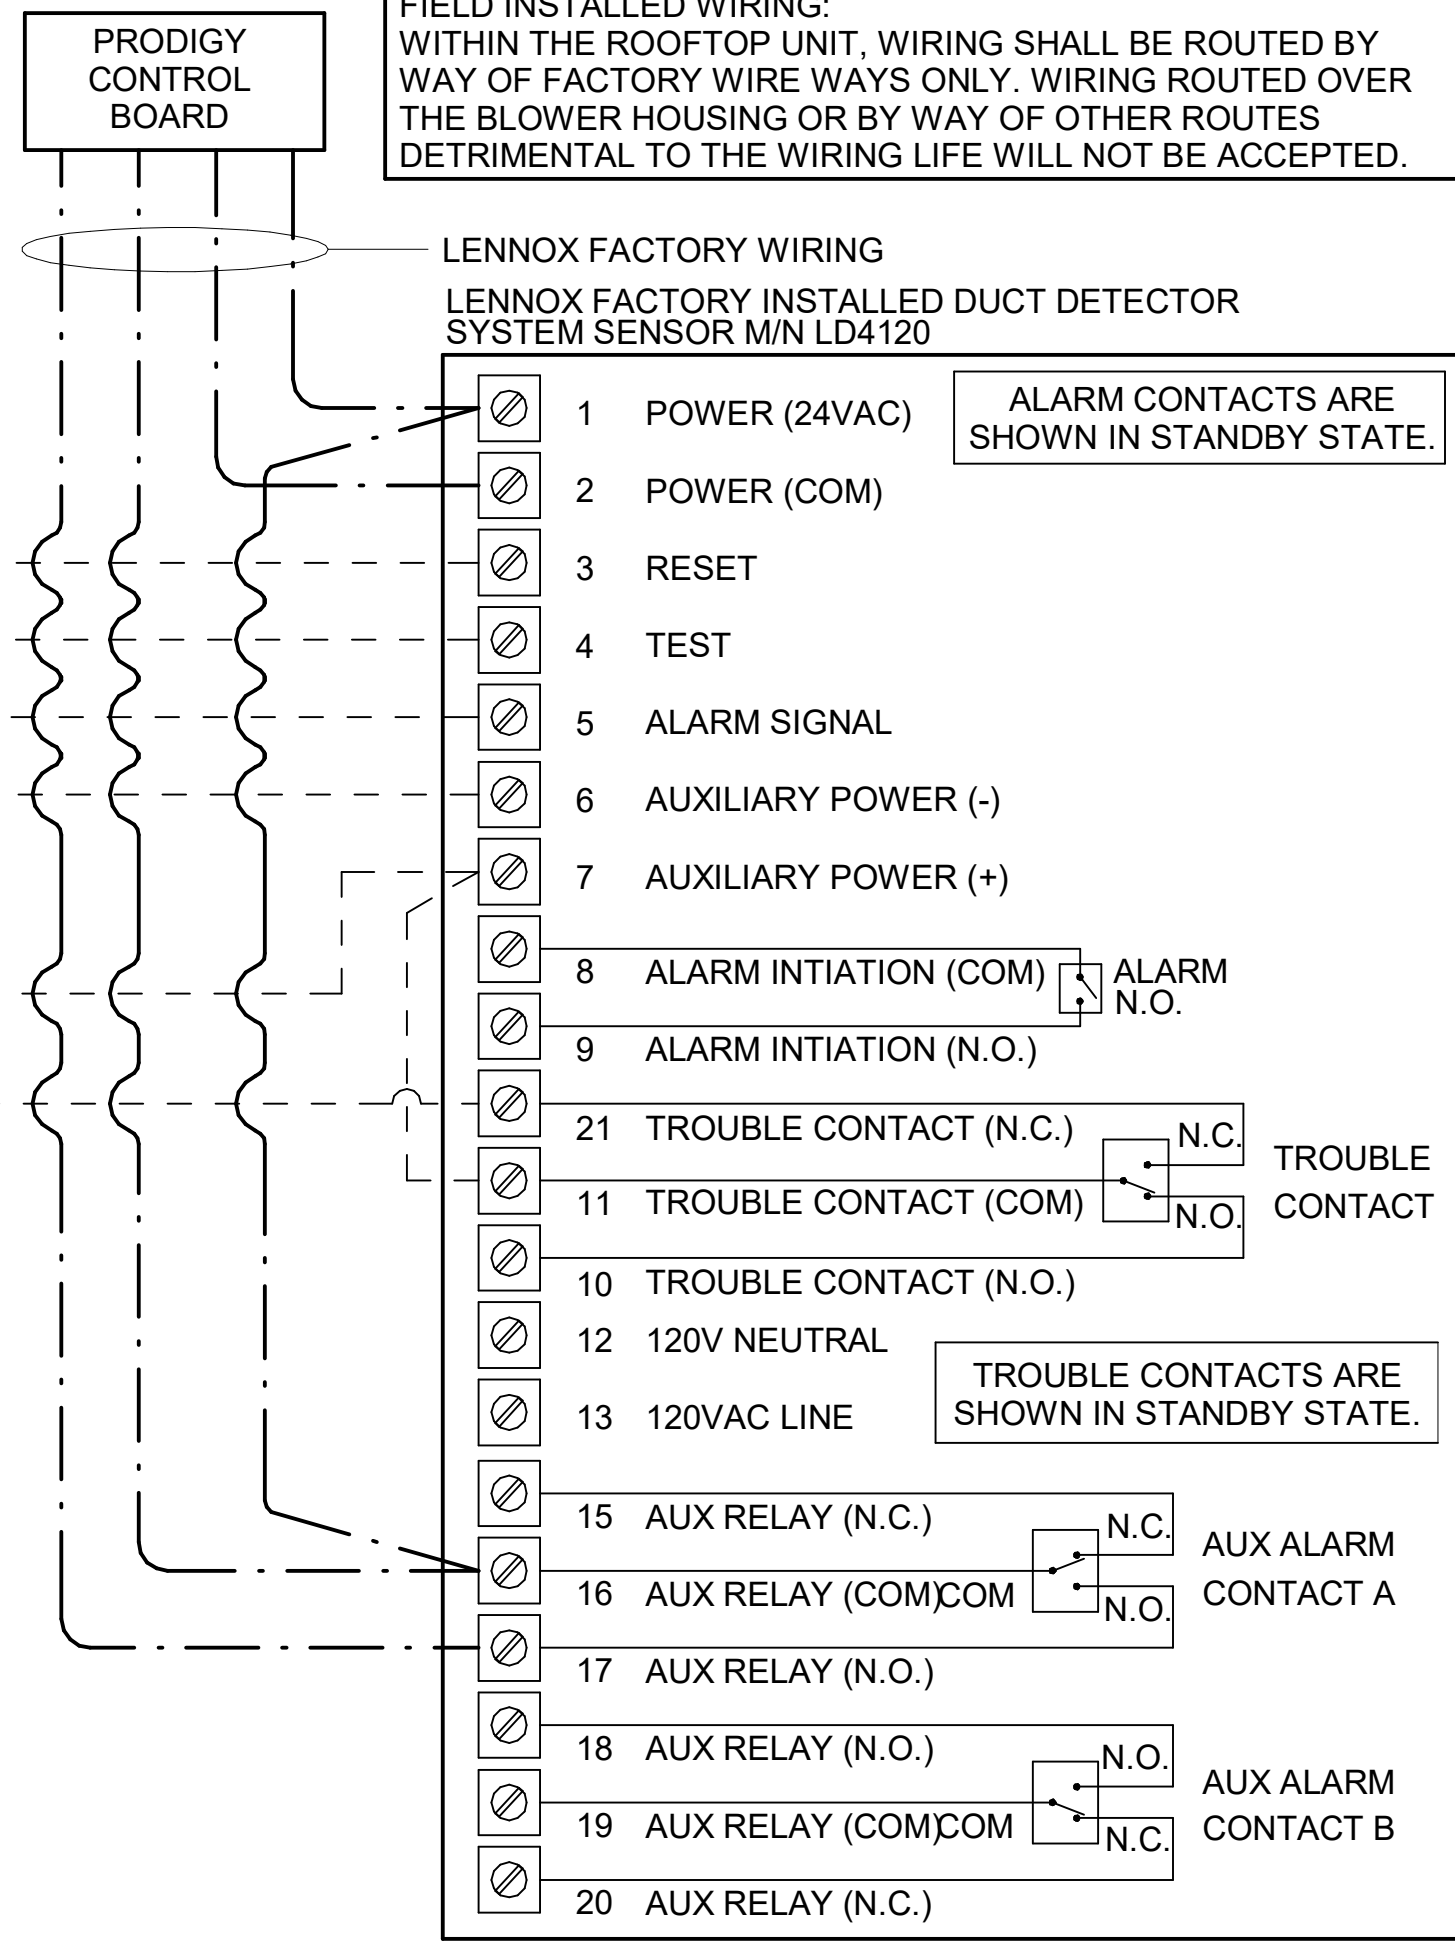 FIELD INSTALLED WIRING:
WITHIN THE ROOFTOP UNIT, WIRING SHALL BE ROUTED BY
WAY OF FACTORY WIRE WAYS ONLY. WIRING ROUTED OVER
THE BLOWER HOUSING OR BY WAY OF OTHER ROUTES
DETRIMENTAL TO THE WIRING LIFE WILL NOT BE ACCEPTED.
PRODIGY
CONTROL
BOARD
LENNOX FACTORY WIRING
LENNOX FACTORY INSTALLED DUCT DETECTOR
SYSTEM SENSOR M/N LD4120
ALARM CONTACTS ARE
SHOWN IN STANDBY STATE.
1 POWER (24VAC)
2 POWER (COM)
3 RESET
4 TEST
5 ALARM SIGNAL
6 AUXILIARY POWER (-)
7 AUXILIARY POWER (+)
8 ALARM INTIATION (COM)
ALARM
N.O.
9 ALARM INTIATION (N.O.)
21 TROUBLE CONTACT (N.C.)
N.C.
TROUBLE
CONTACT
11 TROUBLE CONTACT (COM)
N.O.
10 TROUBLE CONTACT (N.O.)
12 120V NEUTRAL
13 120VAC LINE
TROUBLE CONTACTS ARE
SHOWN IN STANDBY STATE.
15 AUX RELAY (N.C.)
N.C.
AUX ALARM
CONTACT A
16 AUX RELAY (COM) COM
N.O.
17 AUX RELAY (N.O.)
18 AUX RELAY (N.O.)
N.O.
AUX ALARM
CONTACT B
19 AUX RELAY (COM) COM
N.C.
20 AUX RELAY (N.C.)